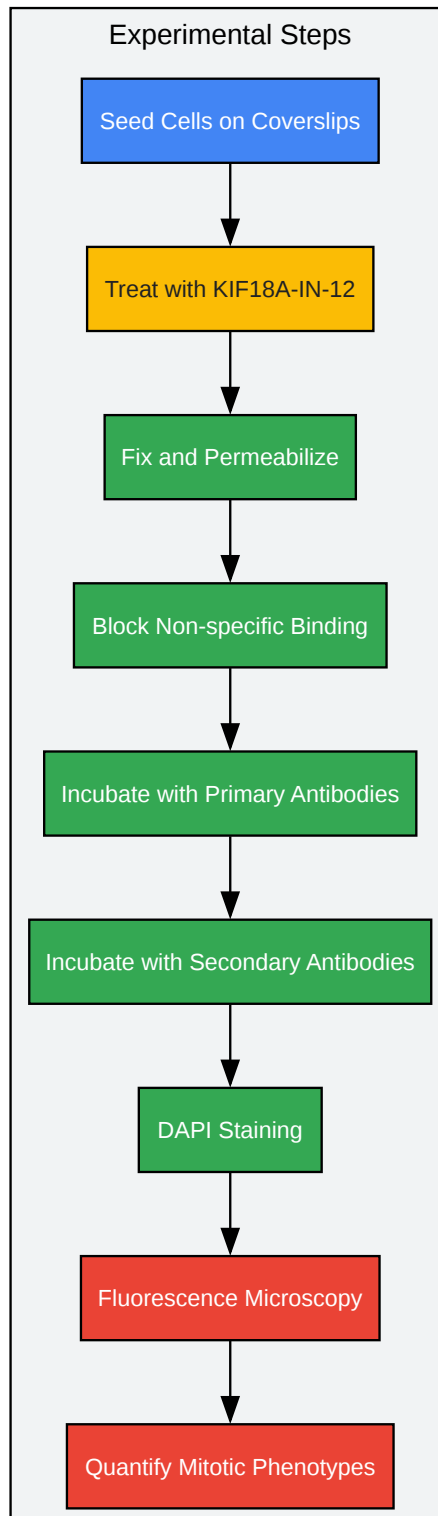 Experimental Steps
Seed Cells on Coverslips
Treat with KIF18A-IN-12
Fix and Permeabilize
Block Non-specific Binding
Incubate with Primary Antibodies
Incubate with Secondary Antibodies
DAPI Staining
Fluorescence Microscopy
Quantify Mitotic Phenotypes